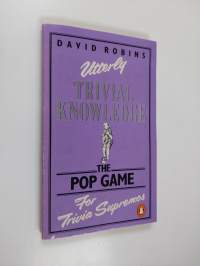 DAVID ROBINS
Utterly
TRIVIAL
KNOWLEDGE
THE
POP GAME
For
Trivia Supremos